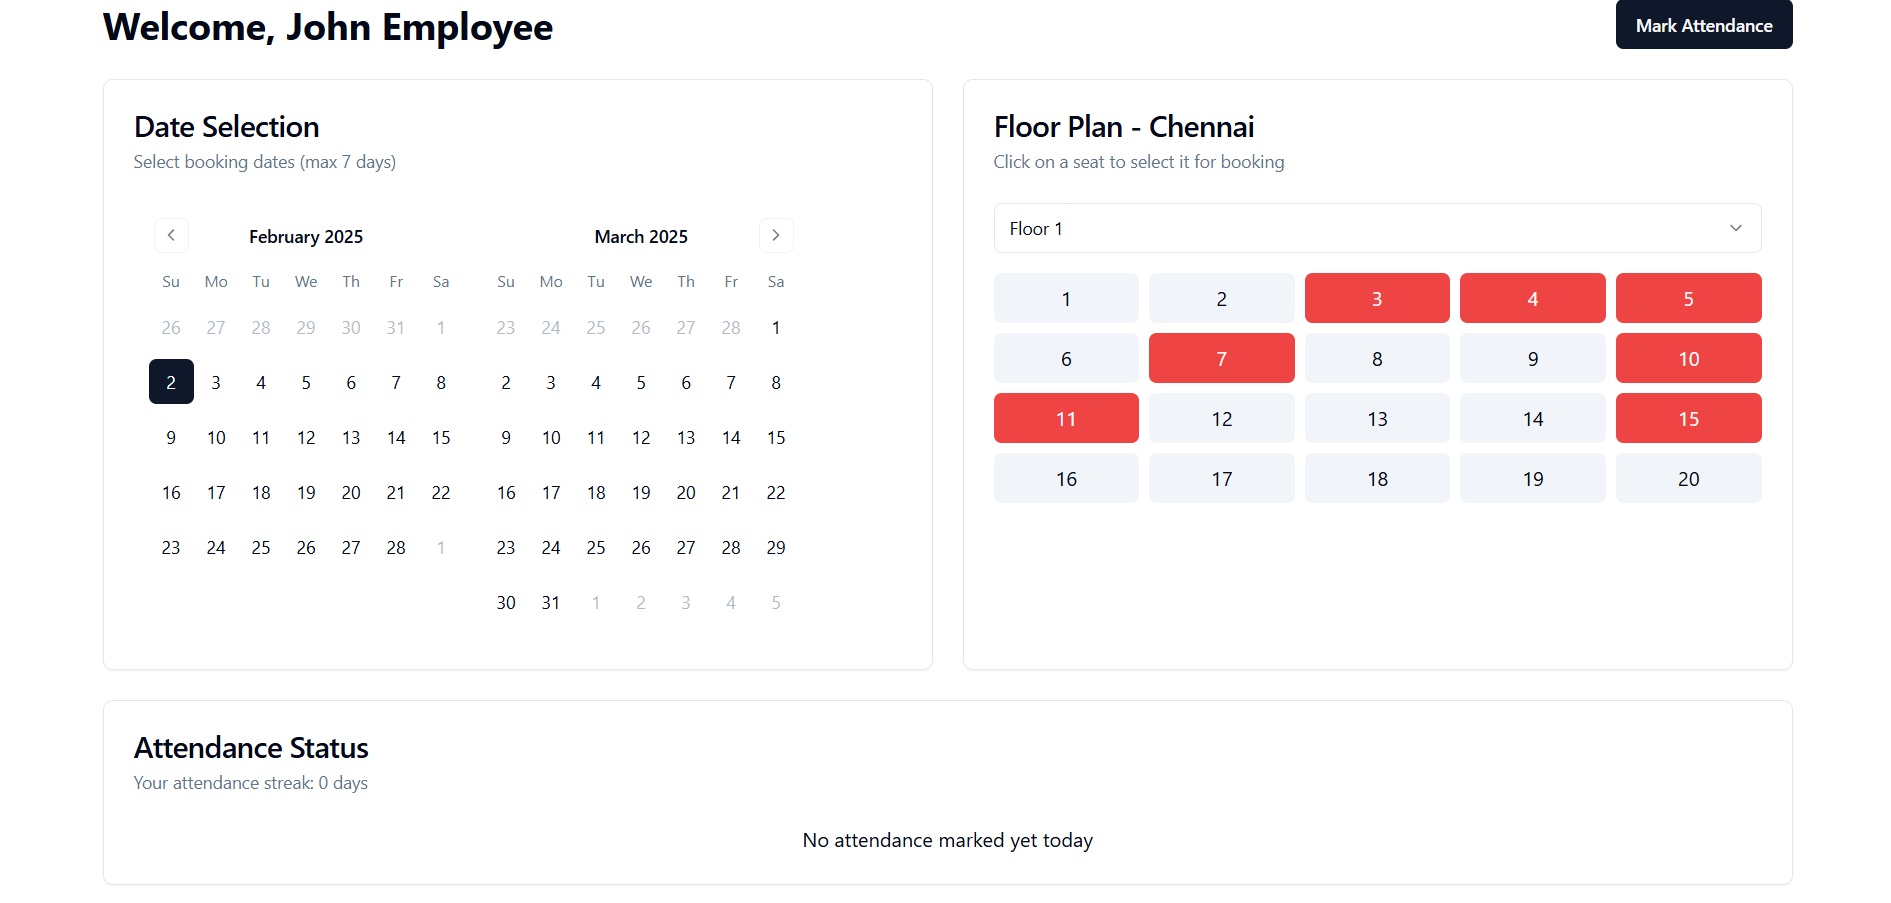 Welcome, John Employee
Mark Attendance
Date Selection
Select booking dates (max 7 days)
February 2025
Su Mo Tu We Th Fr Sa
26 27 28 29 30 31 1
2 3 4 5 6 7 8
9 10 11 12 13 14 15
16 17 18 19 20 21 22
23 24 25 26 27 28 1
March 2025
Su Mo Tu We Th Fr Sa
23 24 25 26 27 28 1
2 3 4 5 6 7 8
9 10 11 12 13 14 15
16 17 18 19 20 21 22
23 24 25 26 27 28 29
30 31 1 2 3 4 5
Floor Plan - Chennai
Click on a seat to select it for booking
Floor 1
1 2 3 4 5
6 7 8 9 10
11 12 13 14 15
16 17 18 19 20
Attendance Status
Your attendance streak: 0 days
No attendance marked yet today